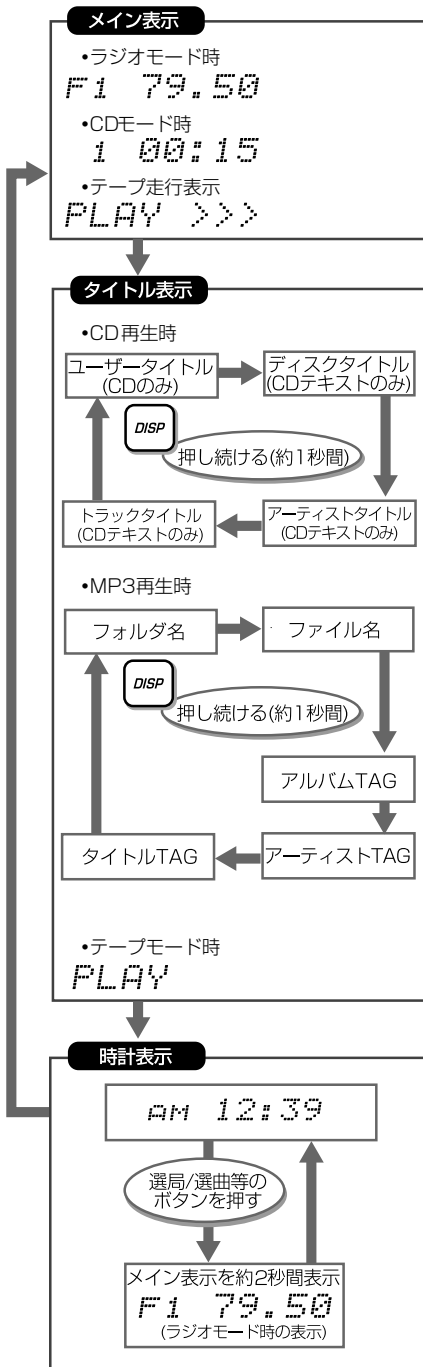 メイン表示
•ラジオモード時
F1 79.50
•CDモード時
1 00:15
•テープ走行表示
PLAY >>>
タイトル表示
•CD再生時
ユーザータイトル
(CDのみ)
ディスクタイトル
(CDテキストのみ)
DISP
押し続ける(約1秒間)
トラックタイトル
(CDテキストのみ)
アーティストタイトル
(CDテキストのみ)
•MP3再生時
フォルダ名
ファイル名
DISP
押し続ける(約1秒間)
アルバムTAG
タイトルTAG
アーティストTAG
•テープモード時
PLAY
時計表示
AM 12:39
選局/選曲等の
ボタンを押す
メイン表示を約2秒間表示
F1 79.50
(ラジオモード時の表示)